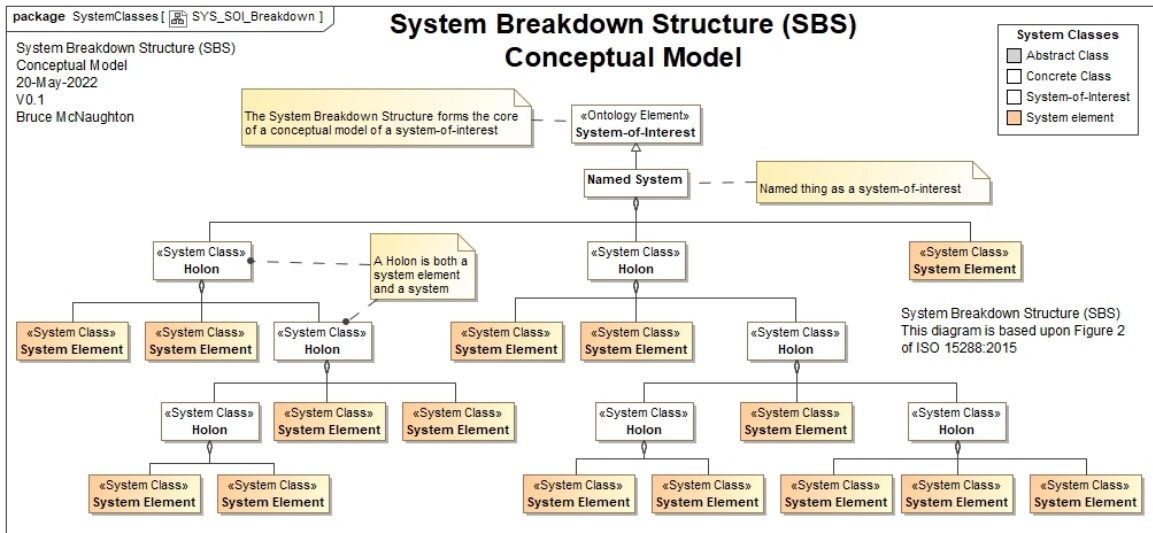 package SystemClasses [ SYS_SOI_Breakdown ]
System Breakdown Structure (SBS)
Conceptual Model
System Breakdown Structure (SBS)
Conceptual Model
20-May-2022
V0.1
Bruce McNaughton
System Classes
Abstract Class
Concrete Class
System-of-Interest
System element
The System Breakdown Structure forms the core
of a conceptual model of a system-of-interest
«Ontology Element»
System-of-Interest
Named System
Named thing as a system-of-interest
«System Class»
Holon
A Holon is both a
system element
and a system
«System Class»
Holon
«System Class»
System Element
«System Class»
System Element
«System Class»
System Element
«System Class»
Holon
«System Class»
System Element
«System Class»
System Element
«System Class»
Holon
System Breakdown Structure (SBS)
This diagram is based upon Figure 2
of ISO 15288:2015
«System Class»
Holon
«System Class»
System Element
«System Class»
System Element
«System Class»
Holon
«System Class»
System Element
«System Class»
Holon
«System Class»
System Element
«System Class»
System Element
«System Class»
System Element
«System Class»
System Element
«System Class»
System Element
«System Class»
System Element
«System Class»
System Element